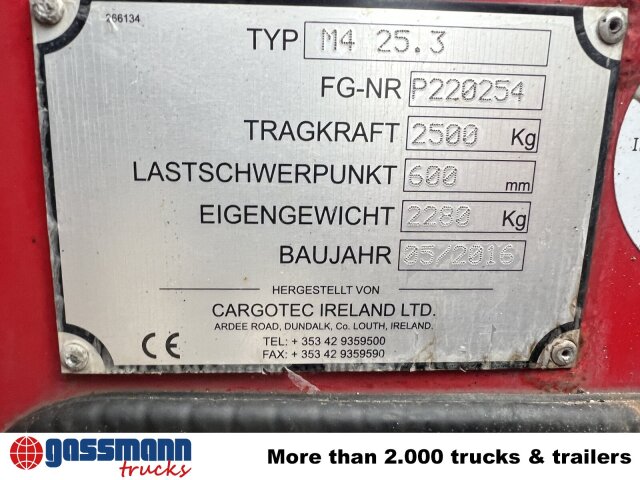 266134
TYP M4 25.3
FG-NR P220254
TRAGKRAFT 2500 Kg
LASTSCHWERPUNKT 600 mm
EIGENGEWICHT 2280 Kg
BAUJAHR 05/2016
HERGESTELLT VON
CARGOTEC IRELAND LTD.
ARDEE ROAD, DUNDALK, Co. LOUTH, IRELAND.
TEL: + 353 42 9359500
FAX: + 353 42 9359590
CE
gassmann
trucks
More than 2.000 trucks & trailers